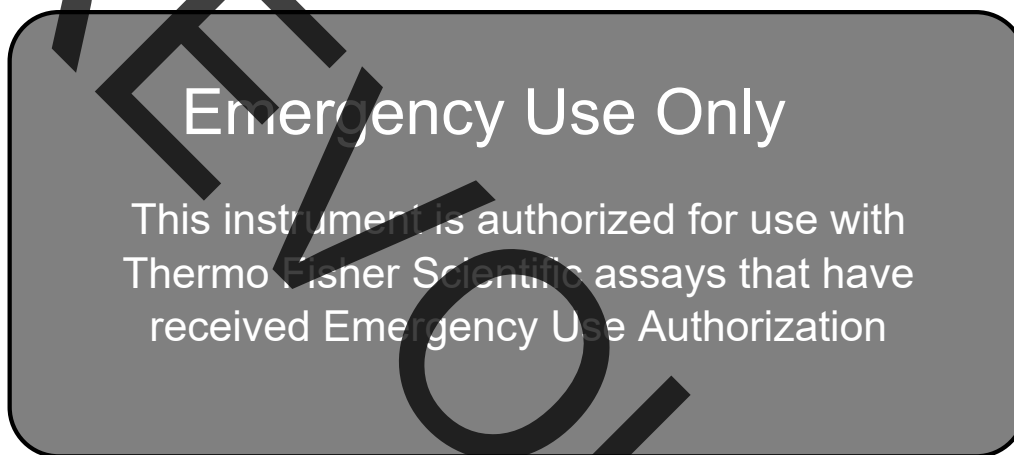 Emergency Use Only
This instrument is authorized for use with
Thermo Fisher Scientific assays that have
received Emergency Use Authorization
EVO